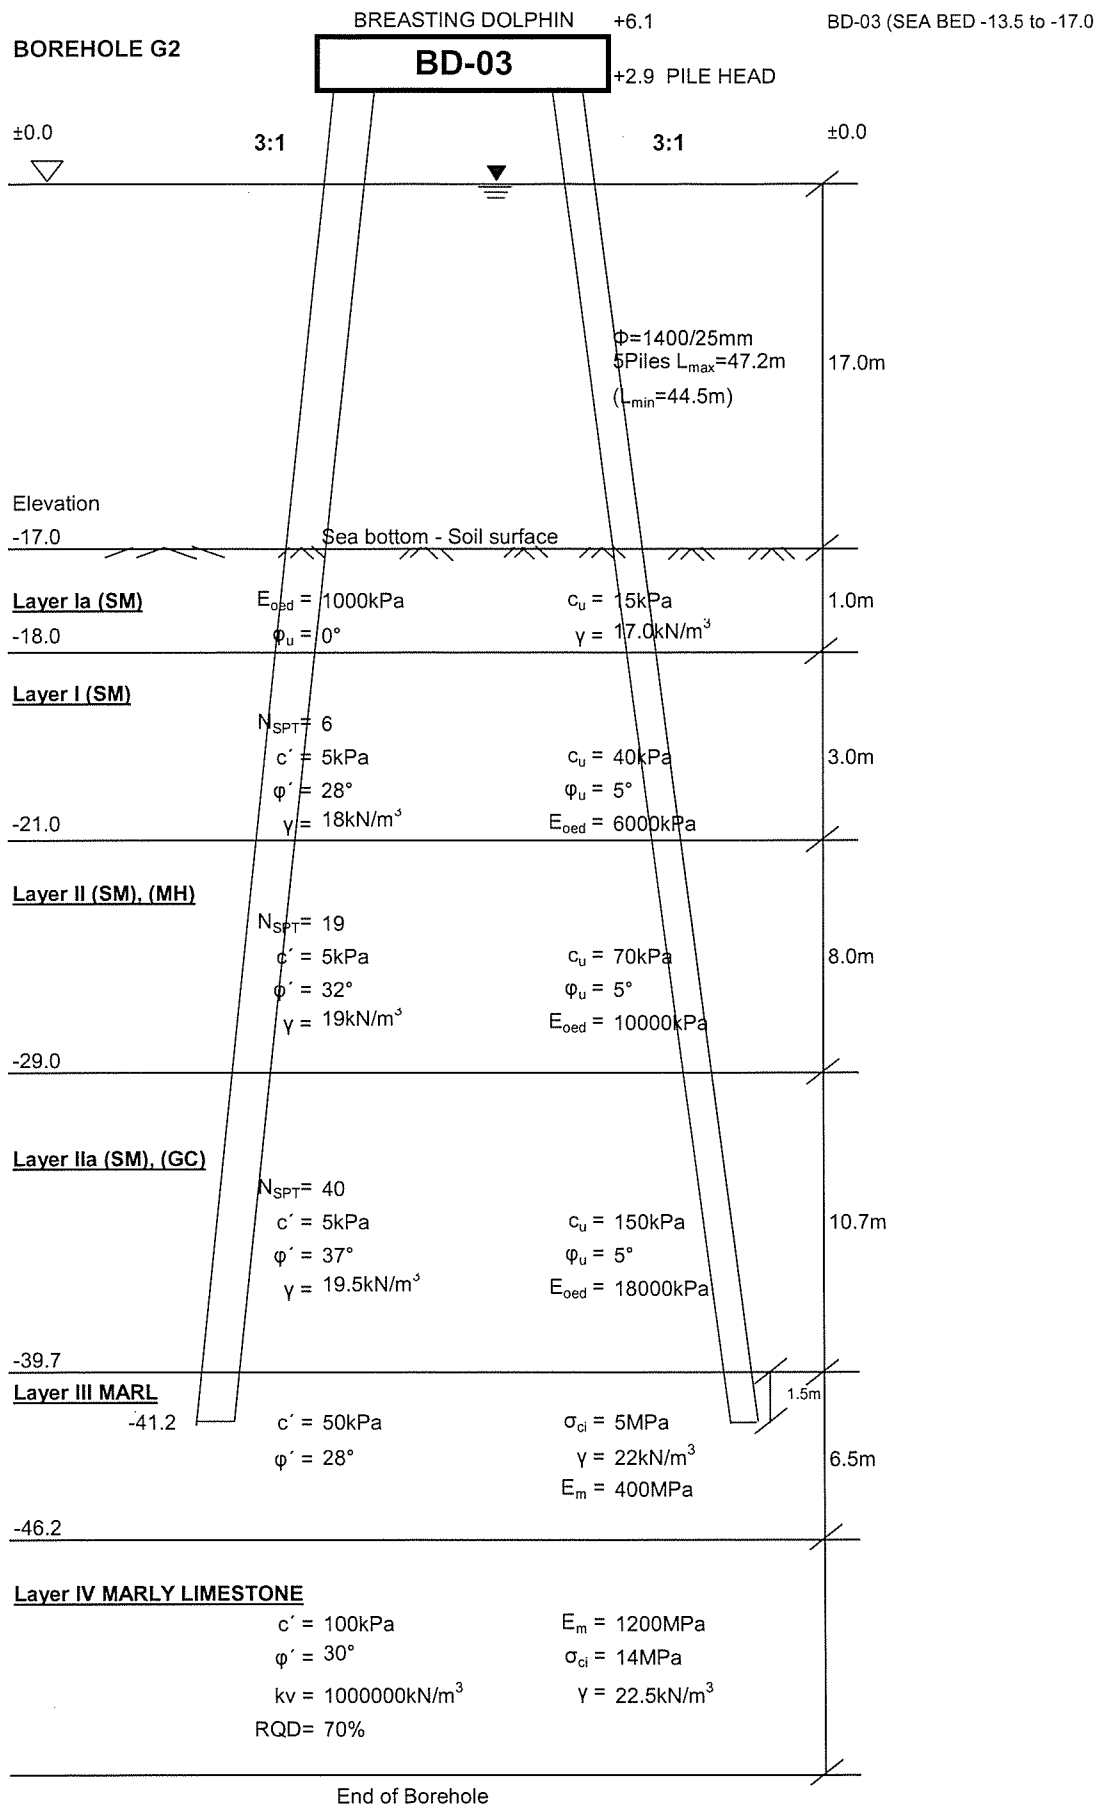 BREASTING DOLPHIN +6.1 BD-03 (SEA BED -13.5 to -17.0
BOREHOLE G2
BD-03
+2.9 PILE HEAD
±0.0 3:1 3:1 ±0.0
Φ=1400/25mm
5Piles Lmax=47.2m 17.0m
(Lmin=44.5m)
Elevation
-17.0 Sea bottom - Soil surface
Layer Ia (SM) Eoed = 1000kPa cu = 15kPa 1.0m
-18.0 φu = 0° γ = 17.0kN/m³
Layer I (SM)
NSPT= 6
c´ = 5kPa cu = 40kPa 3.0m
φ´ = 28° φu = 5°
-21.0 γ = 18kN/m³ Eoed = 6000kPa
Layer II (SM), (MH)
NSPT= 19
c´ = 5kPa cu = 70kPa 8.0m
φ´ = 32° φu = 5°
γ = 19kN/m³ Eoed = 10000kPa
-29.0
Layer IIa (SM), (GC)
NSPT= 40
c´ = 5kPa cu = 150kPa 10.7m
φ´ = 37° φu = 5°
γ = 19.5kN/m³ Eoed = 18000kPa
-39.7
Layer III MARL 1.5m
-41.2 c´ = 50kPa σci = 5MPa
φ´ = 28° γ = 22kN/m³ 6.5m
Em = 400MPa
-46.2
Layer IV MARLY LIMESTONE
c´ = 100kPa Em = 1200MPa
φ´ = 30° σci = 14MPa
kv = 1000000kN/m³ γ = 22.5kN/m³
RQD= 70%
End of Borehole